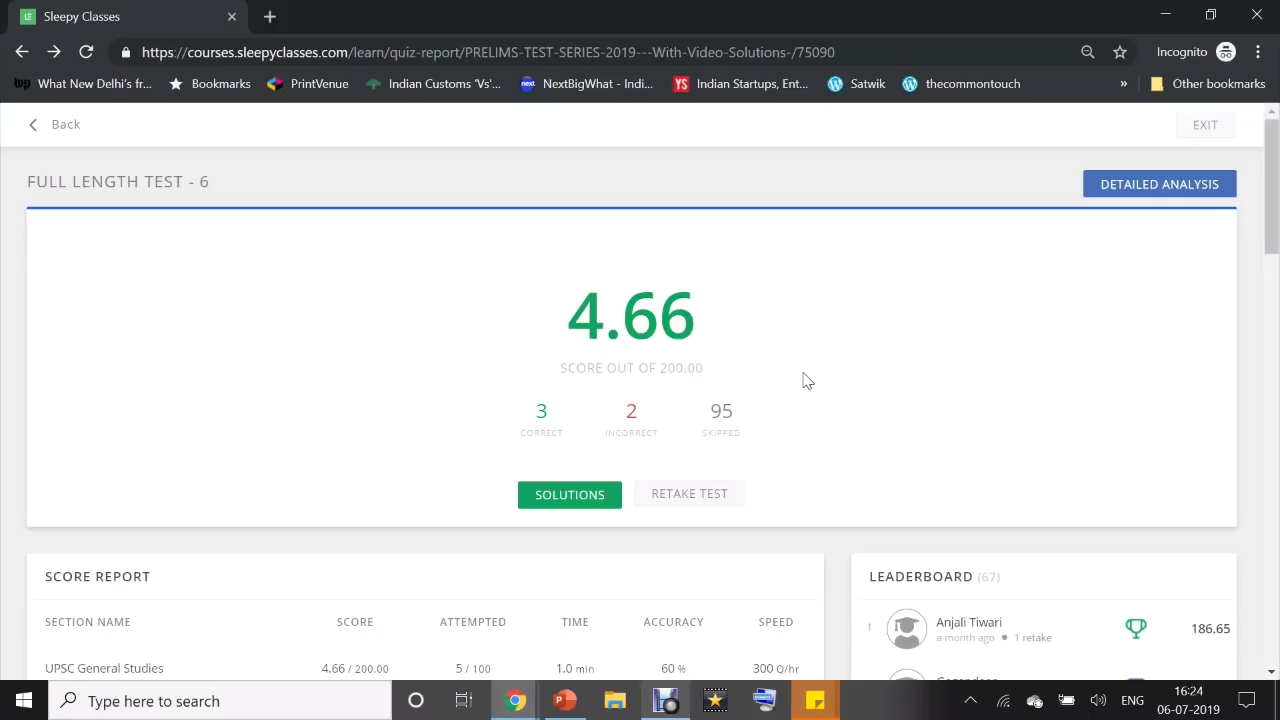 Sleepy Classes
https://courses.sleepyclasses.com/learn/quiz-report/PRELIMS-TEST-SERIES-2019---With-Video-Solutions-/75090
Incognito
What New Delhi's fr...
Bookmarks
PrintVenue
Indian Customs 'Vs'...
NextBigWhat - Indi...
Indian Startups, Ent...
Satwik
thecommontouch
»
Other bookmarks
Back
EXIT
FULL LENGTH TEST - 6
DETAILED ANALYSIS
4.66
SCORE OUT OF 200.00
3
2
95
CORRECT
INCORRECT
SKIPPED
SOLUTIONS
RETAKE TEST
SCORE REPORT
SECTION NAME
SCORE
ATTEMPTED
TIME
ACCURACY
SPEED
UPSC General Studies
4.66 / 200.00
5 / 100
1.0 min
60 %
300 Q/hr
LEADERBOARD (67)
1
Anjali Tiwari
a month ago • 1 retake
186.65
Type here to search
ENG
16:24
06-07-2019